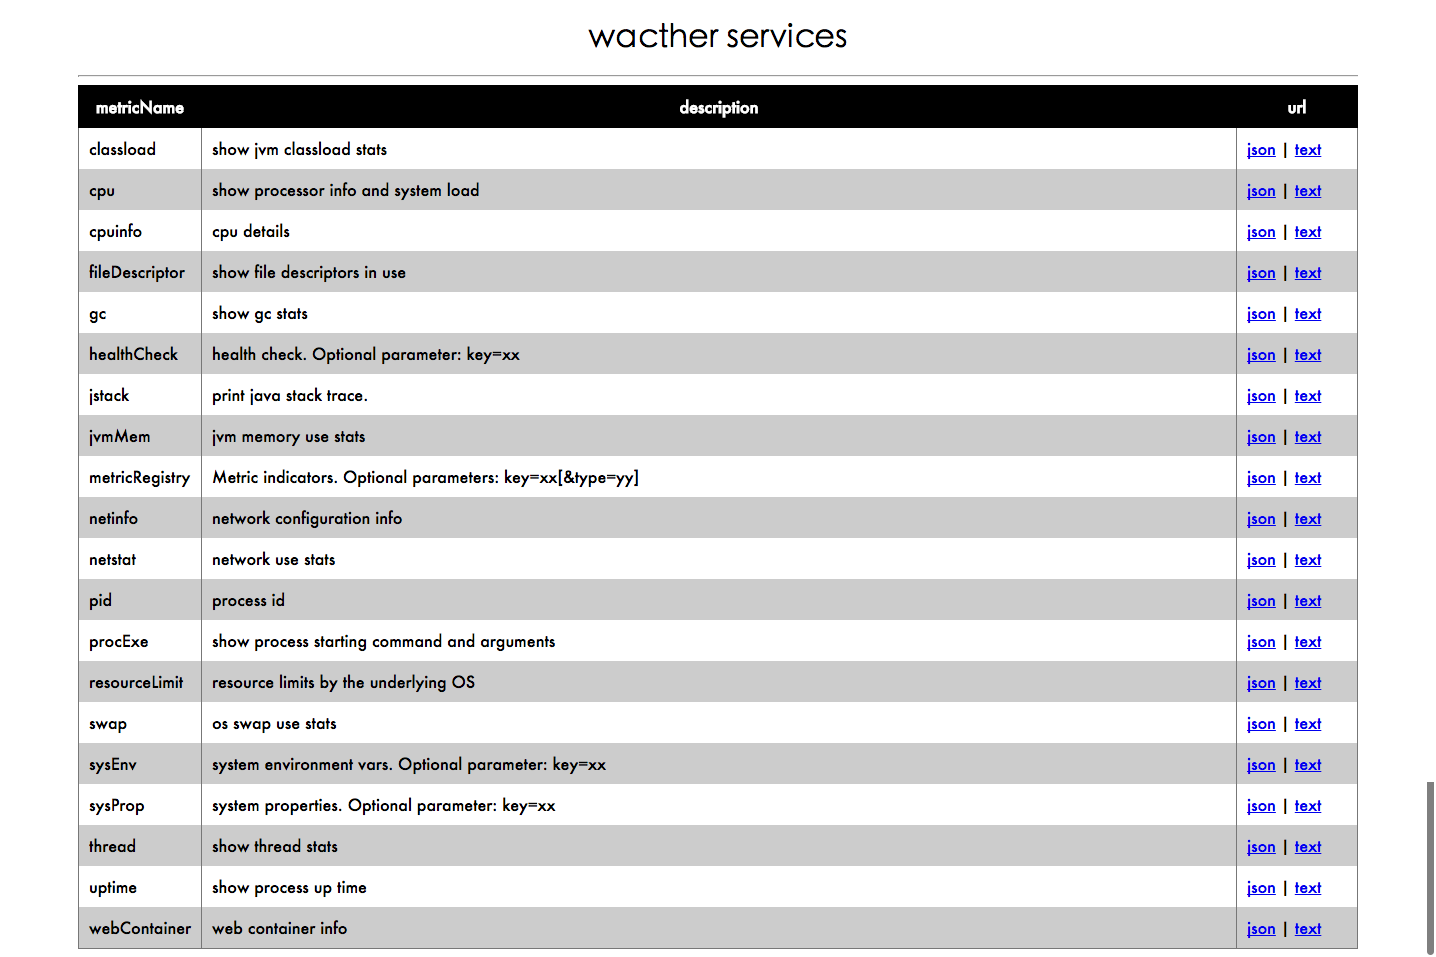 wacther services
metricName description url
classload show jvm classload stats json | text
cpu show processor info and system load json | text
cpuinfo cpu details json | text
fileDescriptor show file descriptors in use json | text
gc show gc stats json | text
healthCheck health check. Optional parameter: key=xx json | text
jstack print java stack trace. json | text
jvmMem jvm memory use stats json | text
metricRegistry Metric indicators. Optional parameters: key=xx[&type=yy] json | text
netinfo network configuration info json | text
netstat network use stats json | text
pid process id json | text
procExe show process starting command and arguments json | text
resourceLimit resource limits by the underlying OS json | text
swap os swap use stats json | text
sysEnv system environment vars. Optional parameter: key=xx json | text
sysProp system properties. Optional parameter: key=xx json | text
thread show thread stats json | text
uptime show process up time json | text
webContainer web container info json | text